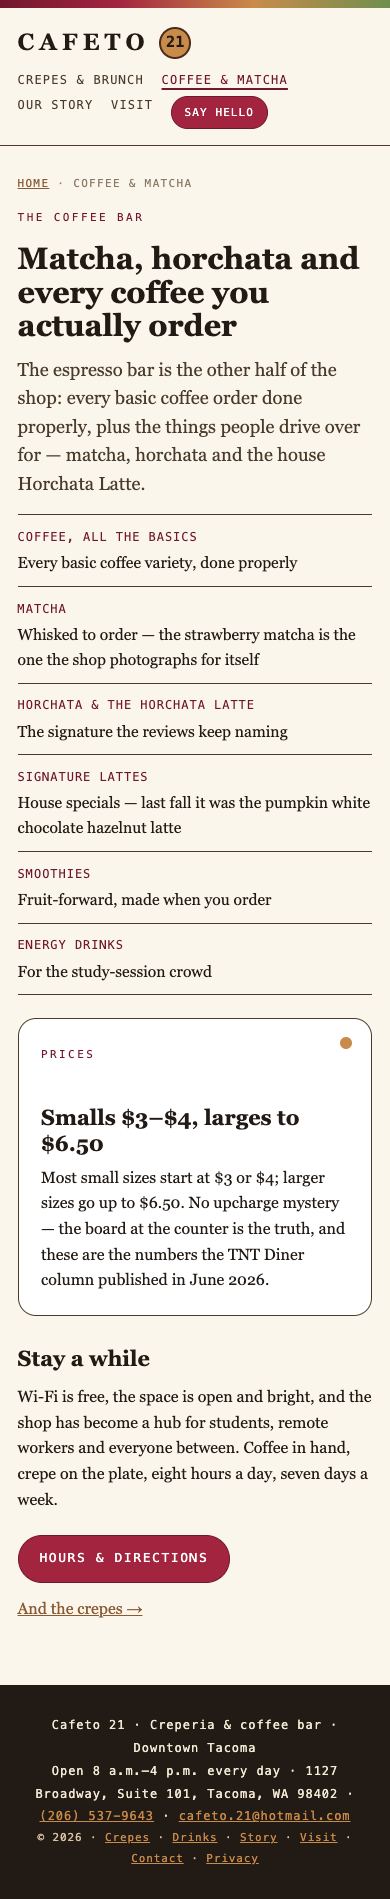 CAFETO 21
CREPES & BRUNCH COFFEE & MATCHA
OUR STORY VISIT SAY HELLO
HOME · COFFEE & MATCHA
THE COFFEE BAR
Matcha, horchata and
every coffee you
actually order
The espresso bar is the other half of the
shop: every basic coffee order done
properly, plus the things people drive over
for — matcha, horchata and the house
Horchata Latte.
COFFEE, ALL THE BASICS
Every basic coffee variety, done properly
MATCHA
Whisked to order — the strawberry matcha is the
one the shop photographs for itself
HORCHATA & THE HORCHATA LATTE
The signature the reviews keep naming
SIGNATURE LATTES
House specials — last fall it was the pumpkin white
chocolate hazelnut latte
SMOOTHIES
Fruit-forward, made when you order
ENERGY DRINKS
For the study-session crowd
PRICES
Smalls $3–$4, larges to
$6.50
Most small sizes start at $3 or $4; larger
sizes go up to $6.50. No upcharge mystery
— the board at the counter is the truth, and
these are the numbers the TNT Diner
column published in June 2026.
Stay a while
Wi-Fi is free, the space is open and bright, and the
shop has become a hub for students, remote
workers and everyone between. Coffee in hand,
crepe on the plate, eight hours a day, seven days a
week.
HOURS & DIRECTIONS
And the crepes →
Cafeto 21 · Creperia & coffee bar ·
Downtown Tacoma
Open 8 a.m.–4 p.m. every day · 1127
Broadway, Suite 101, Tacoma, WA 98402 ·
(206) 537-9643 · cafeto.21@hotmail.com
© 2026 · Crepes · Drinks · Story · Visit ·
Contact · Privacy